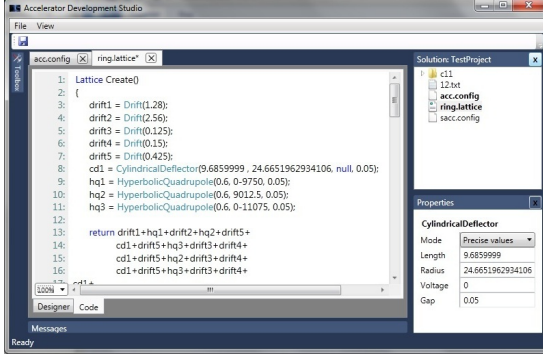 Accelerator Development Studio
File View
Toolbox
acc.config
ring.lattice*
1: Lattice Create()
2: {
3: drift1 = Drift(1.28);
4: drift2 = Drift(2.56);
5: drift3 = Drift(0.125);
6: drift4 = Drift(0.15);
7: drift5 = Drift(0.425);
8: cd1 = CylindricalDeflector(9.6859999 , 24.6651962934106, null, 0.05);
9: hq1 = HyperbolicQuadrupole(0.6, 0-9750, 0.05);
10: hq2 = HyperbolicQuadrupole(0.6, 9012.5, 0.05);
11: hq3 = HyperbolicQuadrupole(0.6, 0-11075, 0.05);
12:
13: return drift1+hq1+drift2+hq2+drift5+
14: cd1+drift5+hq3+drift3+drift4+
15: cd1+drift5+hq2+drift3+drift4+
16: cd1+drift5+hq3+drift3+drift4+
17: cd1+
100%
Designer Code
Messages
Ready
Solution: TestProject x
c11
12.txt
acc.config
ring.lattice
sacc.config
Properties x
CylindricalDeflector
Mode Precise values
Length 9.6859999
Radius 24.6651962934106
Voltage 0
Gap 0.05